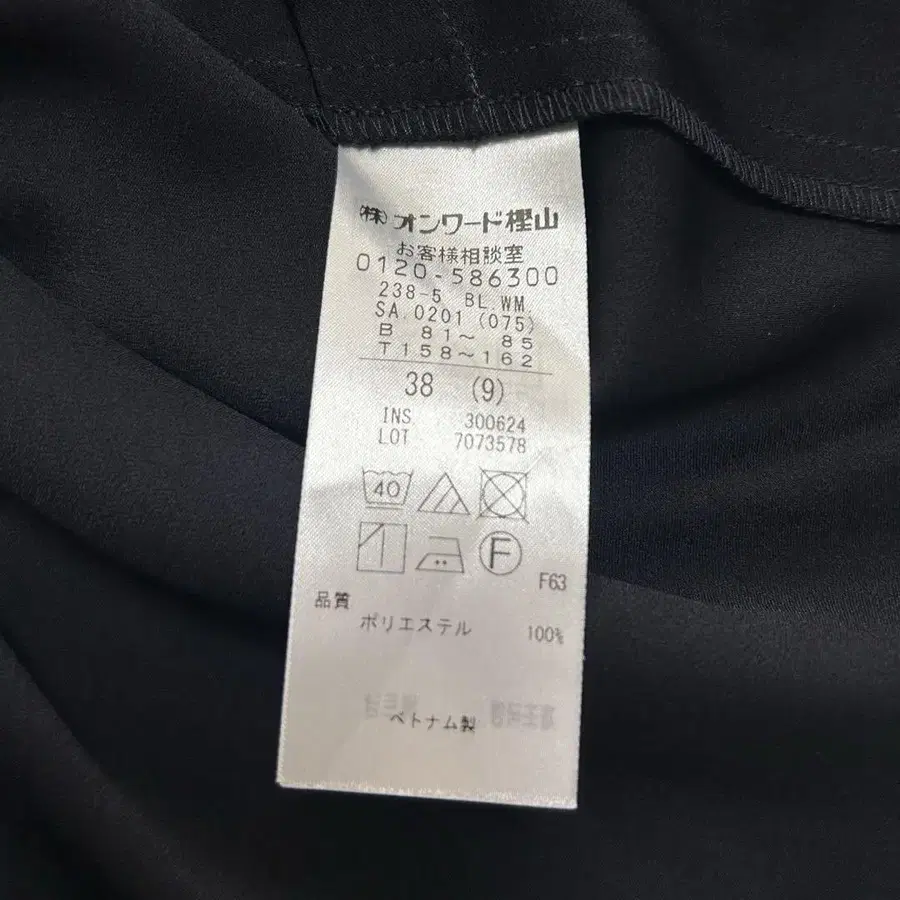 ㈱オンワード樫山
お客様相談室
0120-586300
238-5 BL.WM.
SA.0201 (075)
B 81〜 85
T158〜162
38 (9)
INS 300624
LOT 7073578
40
F
F63
品質
ポリエステル 100%
ベトナム製